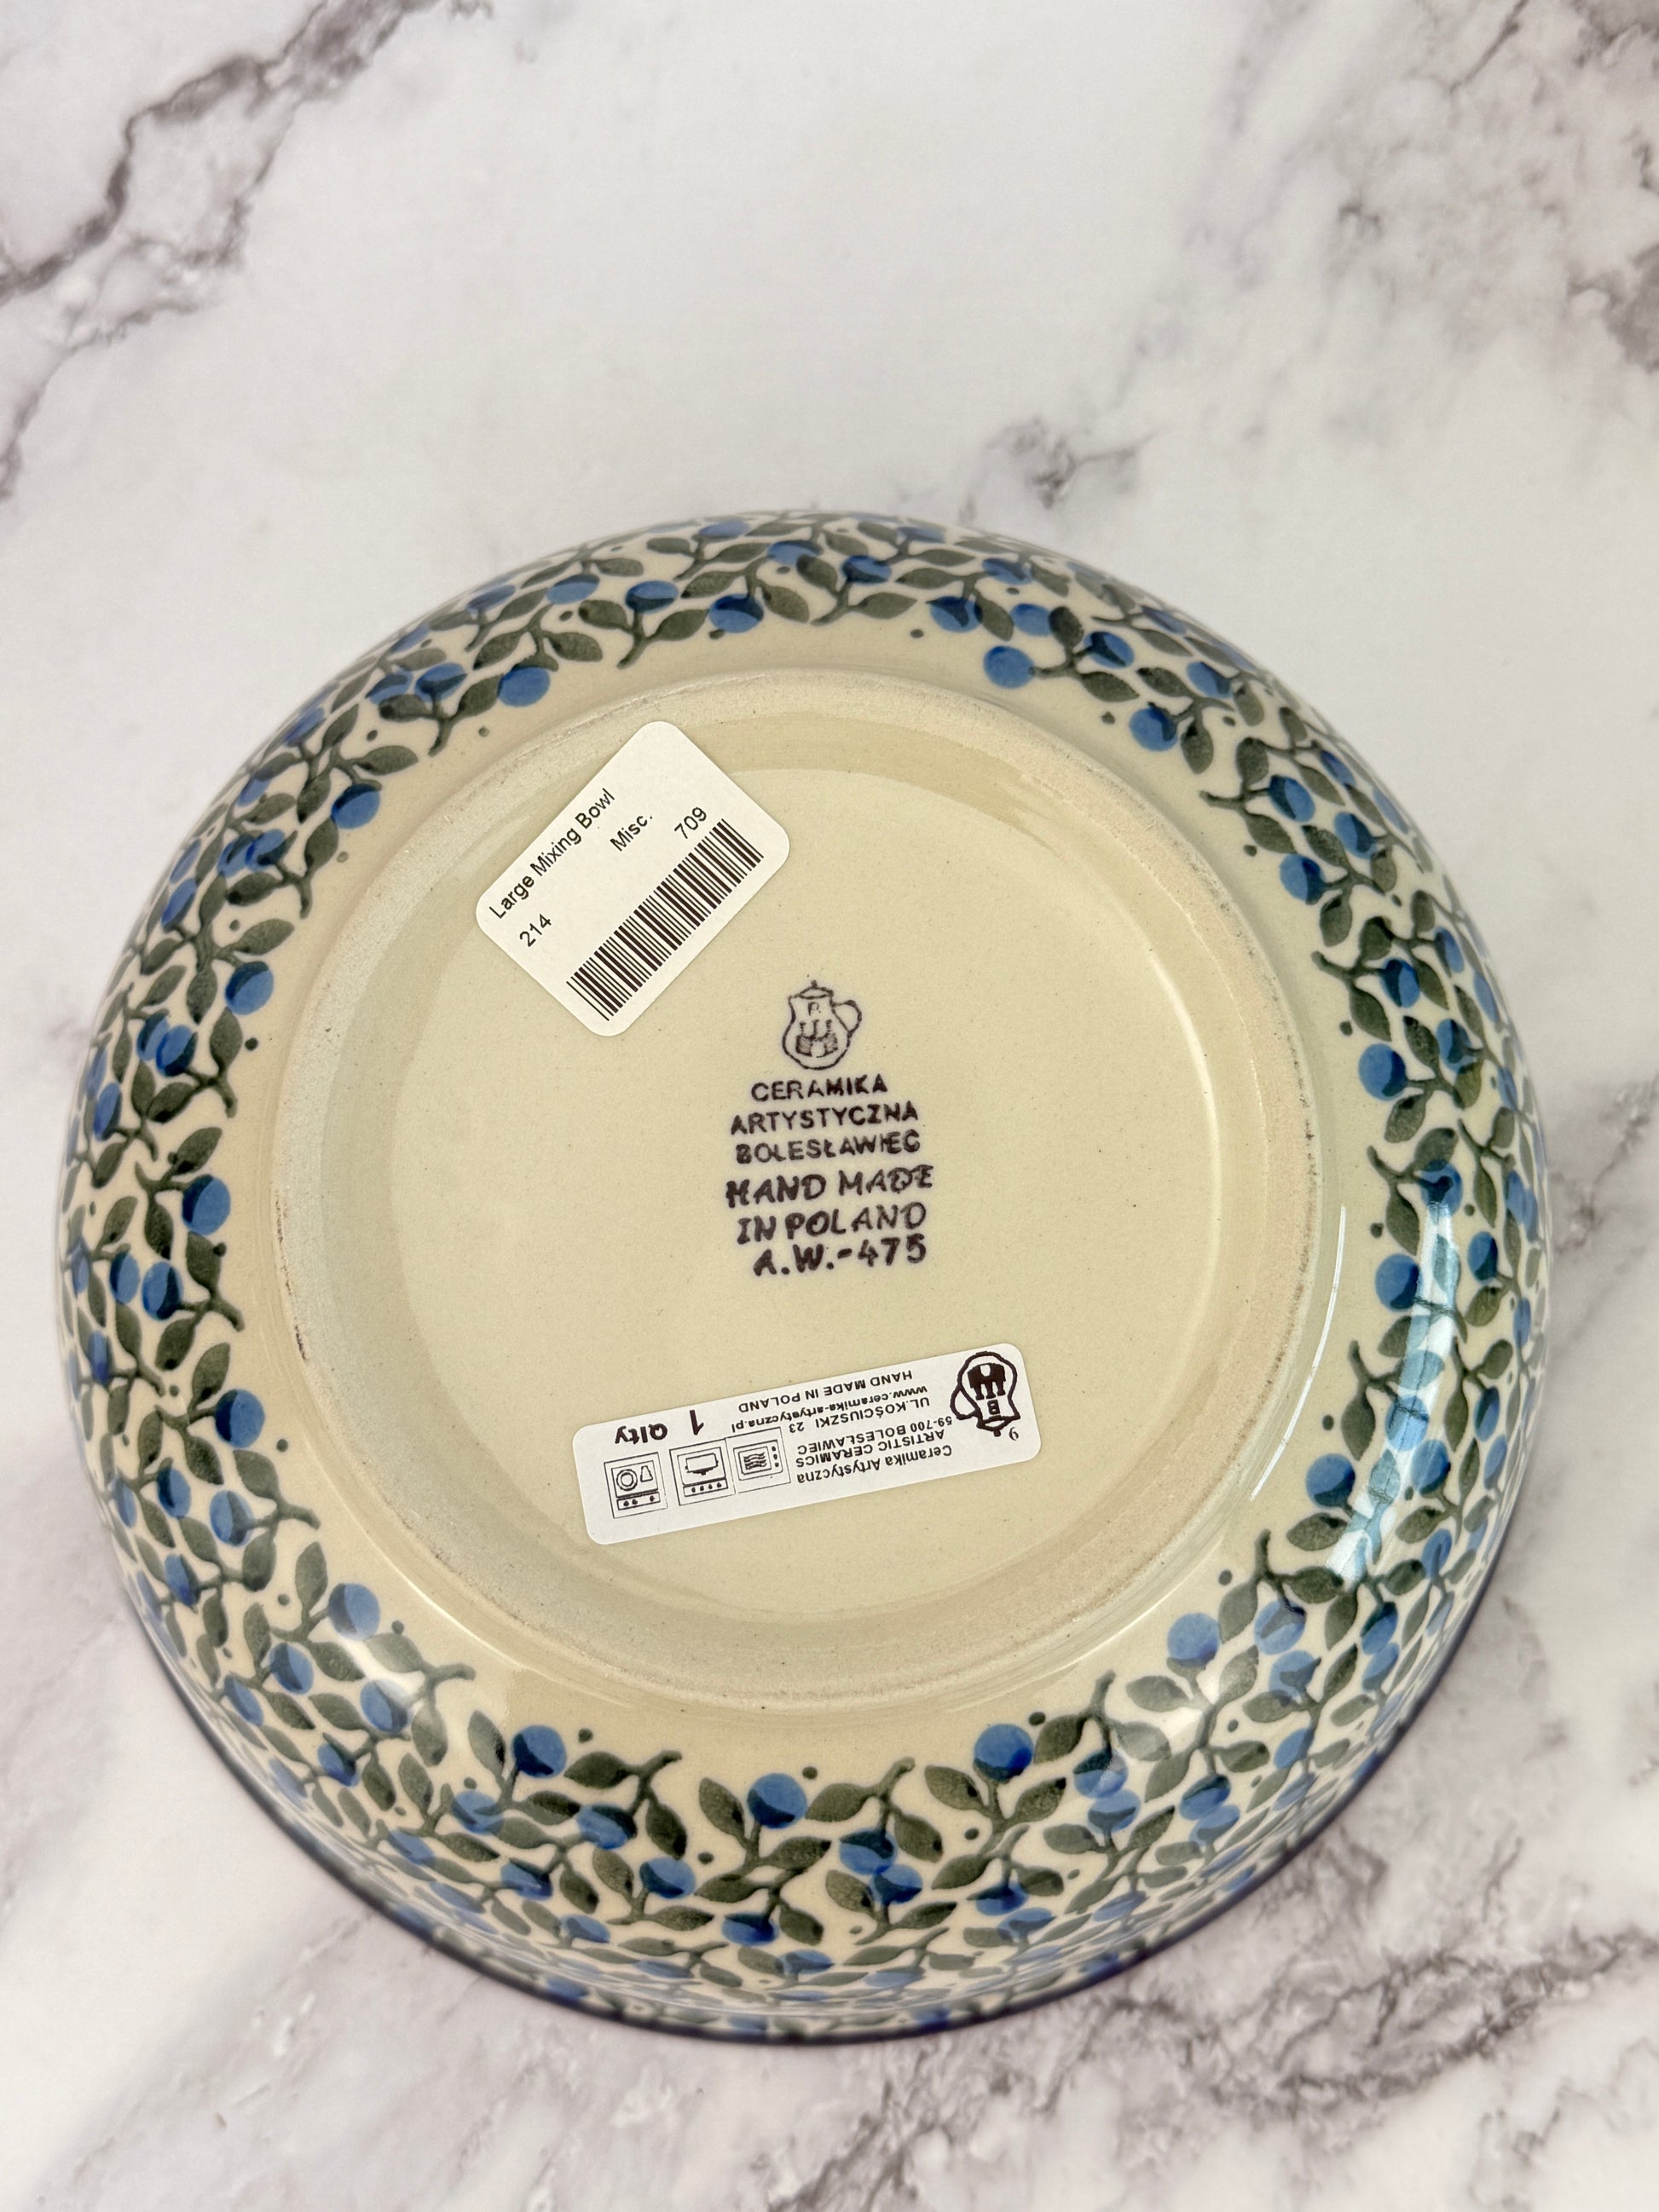 Large Mixing Bowl
Misc.
214 709
CERAMIKA
ARTYSTYCZNA
BOLESŁAWIEC
HAND MADE
IN POLAND
A.W.-475
Ceramika Artystyczna
ARTISTIC CERAMICS
59-700 BOLESŁAWIEC
UL.KOŚCIUSZKI 23
www.ceramika-artystyczna.pl
HAND MADE IN POLAND
1 Qlty
B
9